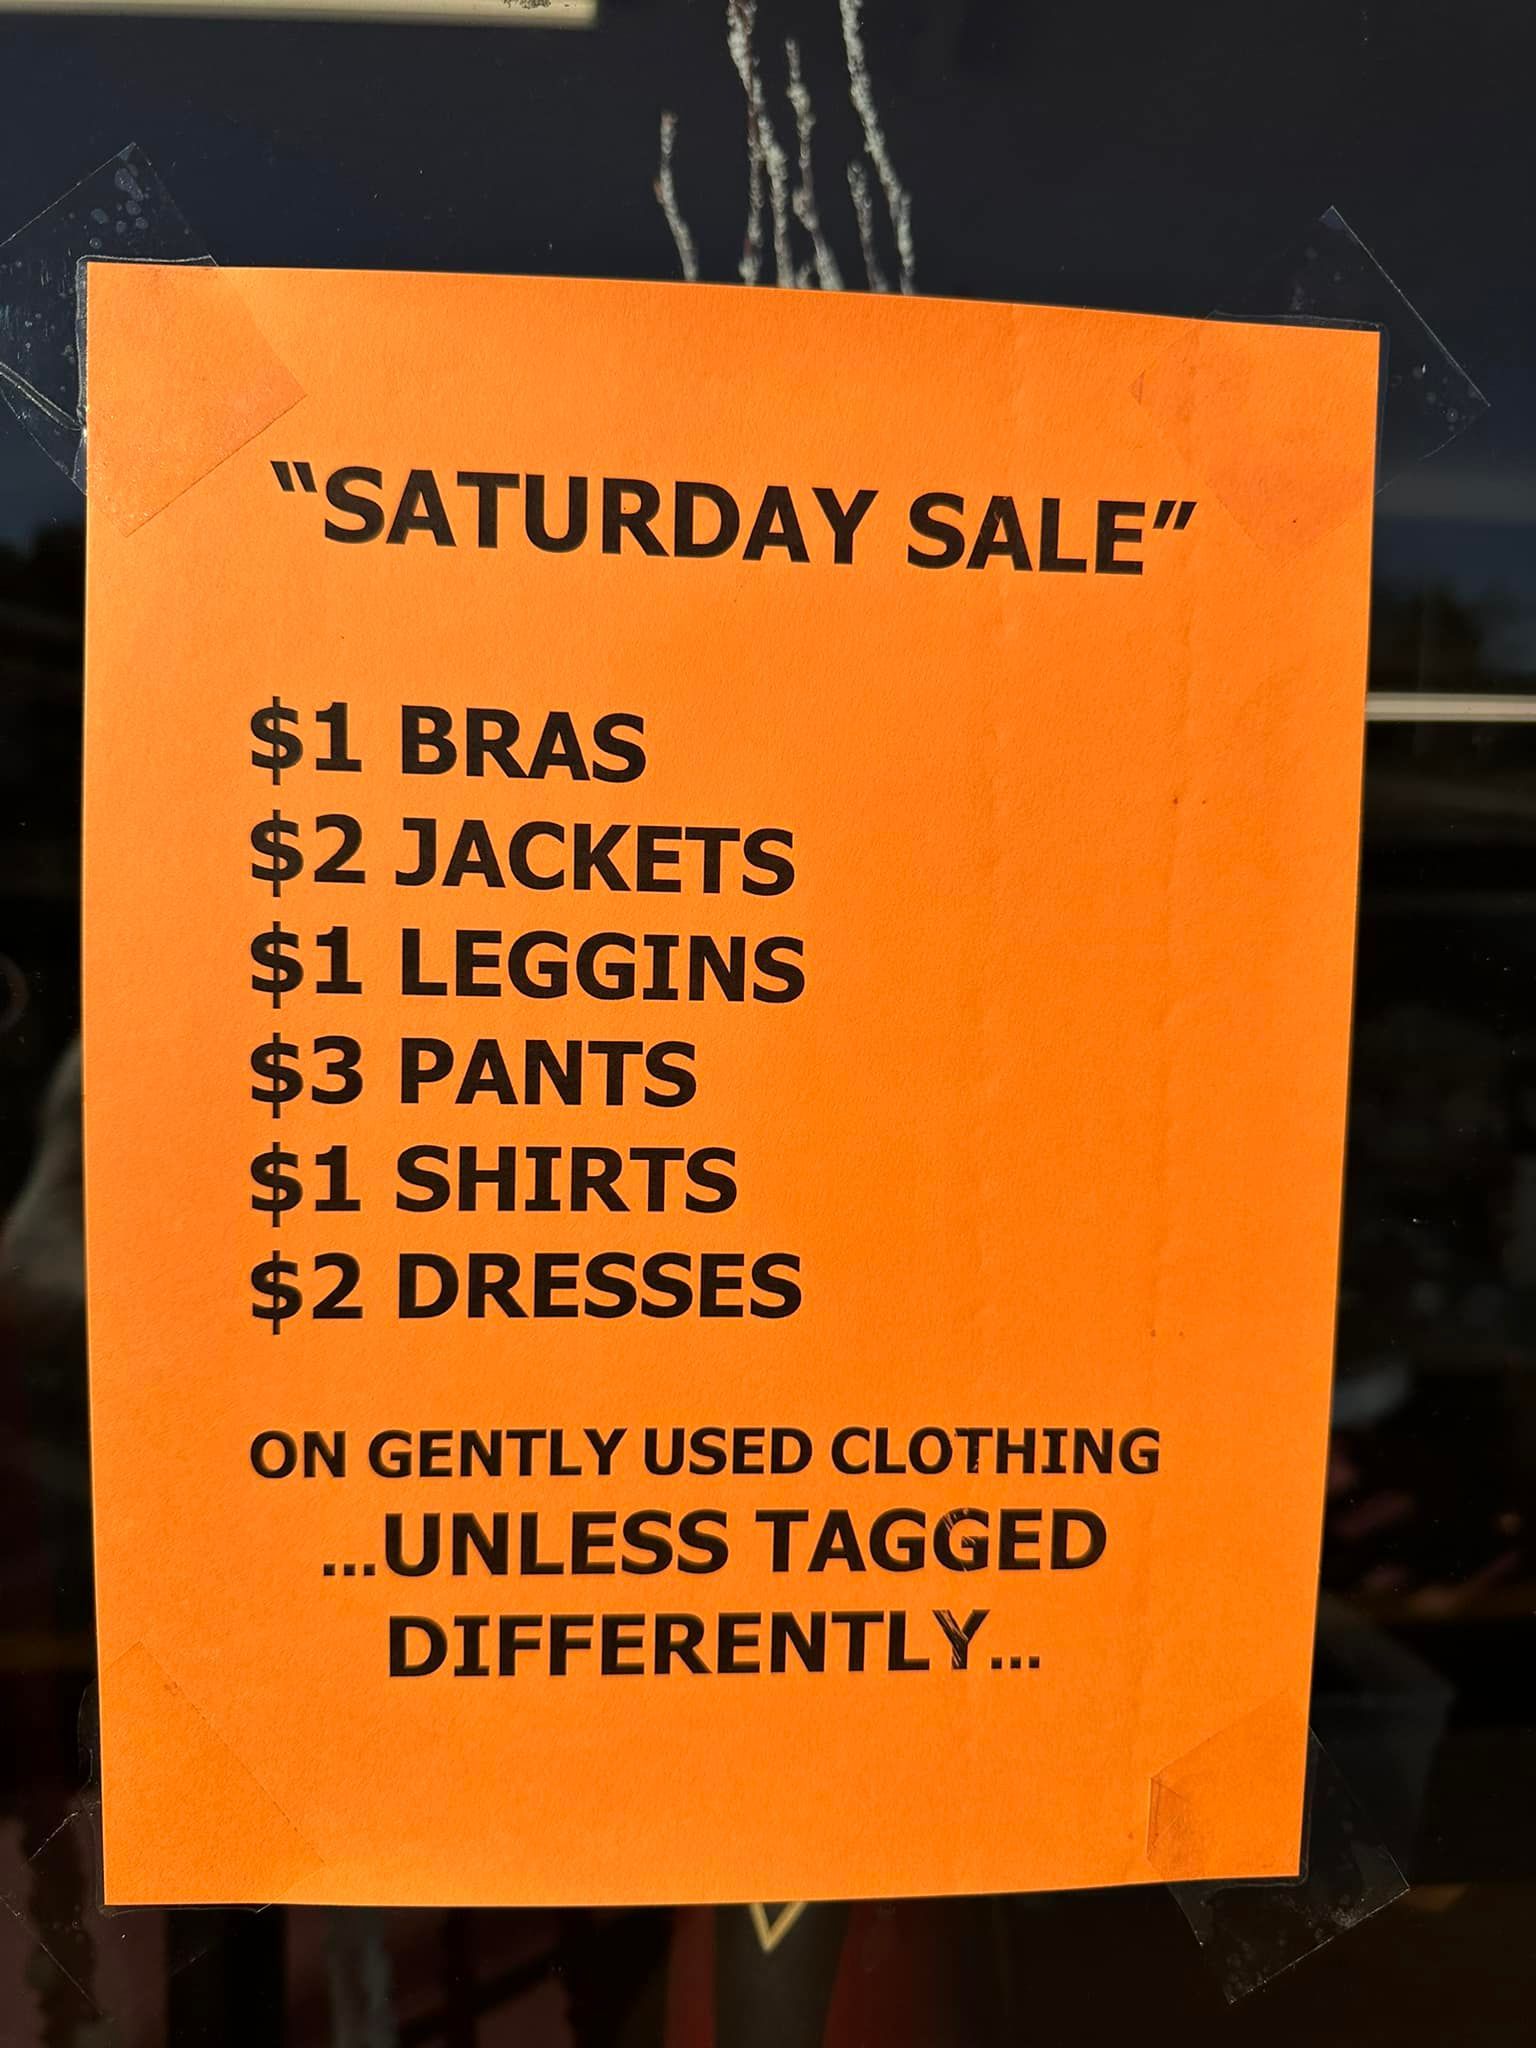 “SATURDAY SALE”
$1 BRAS
$2 JACKETS
$1 LEGGINS
$3 PANTS
$1 SHIRTS
$2 DRESSES
ON GENTLY USED CLOTHING
...UNLESS TAGGED
DIFFERENTLY...